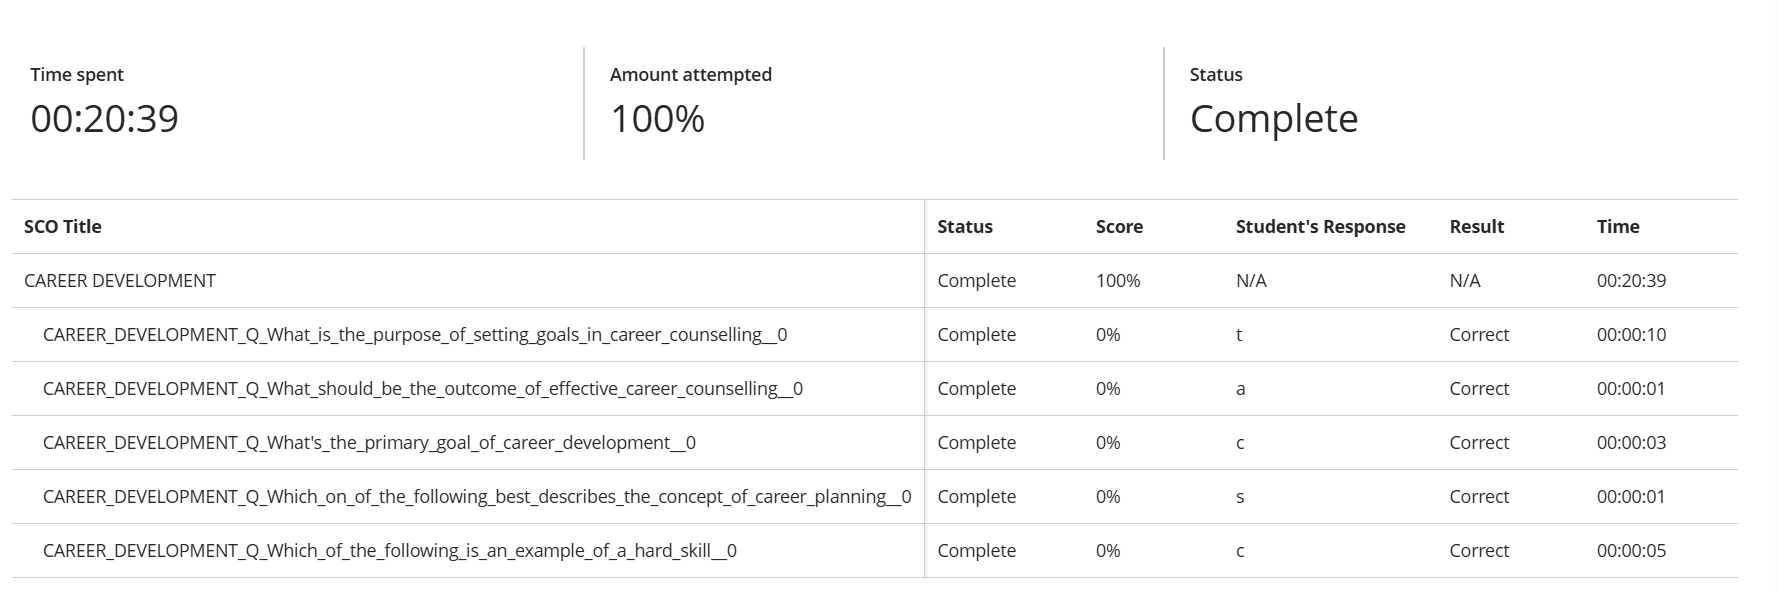 Time spent Amount attempted Status
00:20:39 100% Complete
SCO Title Status Score Student's Response Result Time
CAREER DEVELOPMENT Complete 100% N/A N/A 00:20:39
CAREER_DEVELOPMENT_Q_What_is_the_purpose_of_setting_goals_in_career_counselling__0 Complete 0% t Correct 00:00:10
CAREER_DEVELOPMENT_Q_What_should_be_the_outcome_of_effective_career_counselling__0 Complete 0% a Correct 00:00:01
CAREER_DEVELOPMENT_Q_What's_the_primary_goal_of_career_development__0 Complete 0% c Correct 00:00:03
CAREER_DEVELOPMENT_Q_Which_on_of_the_following_best_describes_the_concept_of_career_planning__0 Complete 0% s Correct 00:00:01
CAREER_DEVELOPMENT_Q_Which_of_the_following_is_an_example_of_a_hard_skill__0 Complete 0% c Correct 00:00:05